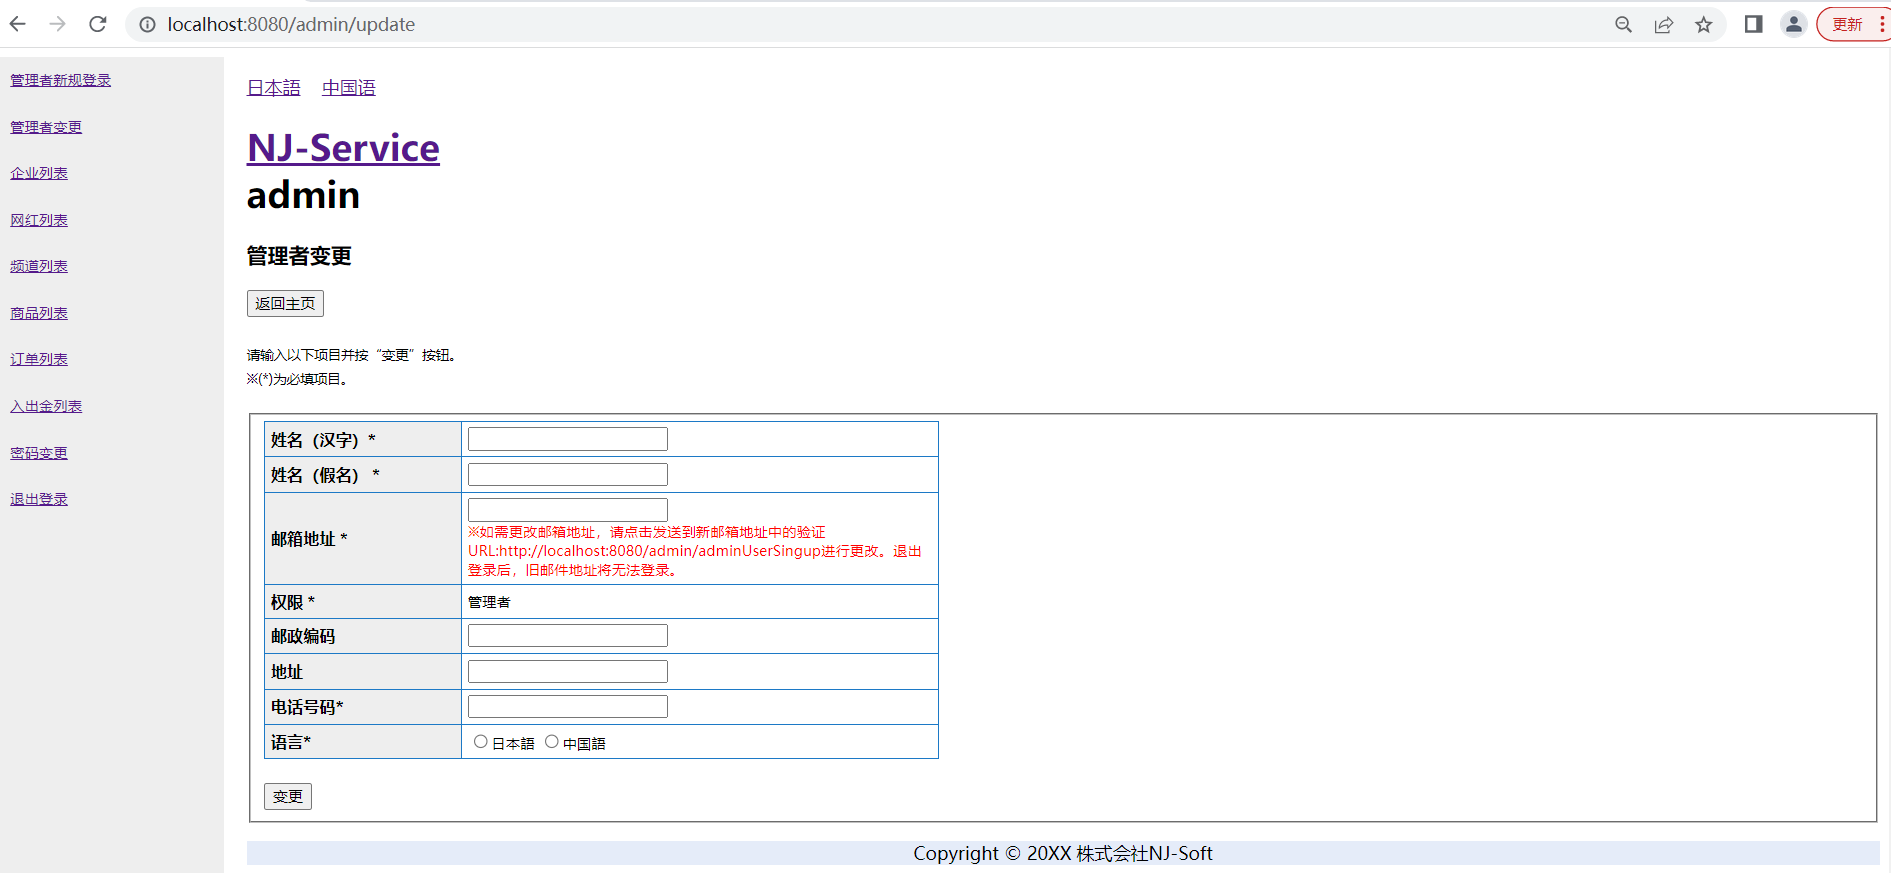 localhost:8080/admin/update
更新
管理者新规登录
管理者变更
企业列表
网红列表
频道列表
商品列表
订单列表
入出金列表
密码变更
退出登录
日本語 中国语
NJ-Service
admin
管理者变更
返回主页
请输入以下项目并按“变更”按钮。
※(*)为必填项目。
姓名（汉字）*
姓名（假名） *
邮箱地址 *
※如需更改邮箱地址，请点击发送到新邮箱地址中的验证
URL:http://localhost:8080/admin/adminUserSingup进行更改。退出
登录后，旧邮件地址将无法登录。
权限 * 管理者
邮政编码
地址
电话号码*
语言* 日本語 中国語
变更
Copyright © 20XX 株式会社NJ-Soft